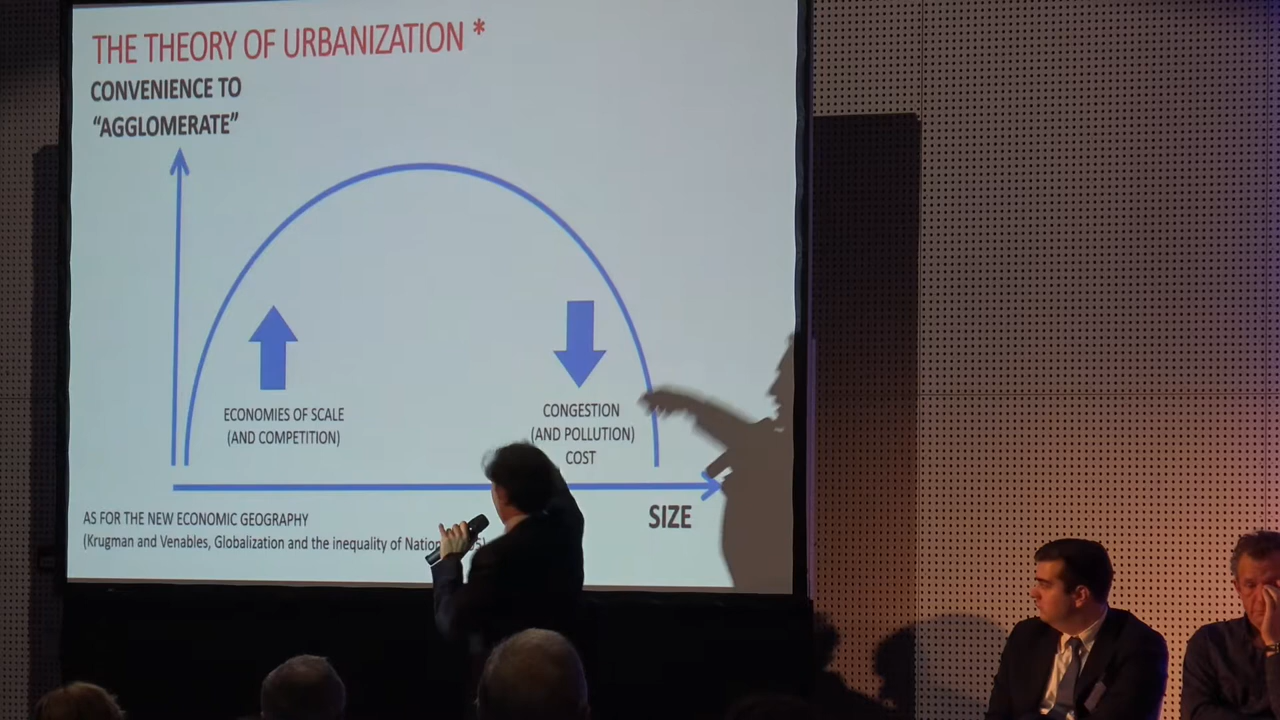 THE THEORY OF URBANIZATION *
CONVENIENCE TO
“AGGLOMERATE”
ECONOMIES OF SCALE
(AND COMPETITION)
CONGESTION
(AND POLLUTION)
COST
SIZE
AS FOR THE NEW ECONOMIC GEOGRAPHY
(Krugman and Venables, Globalization and the inequality of